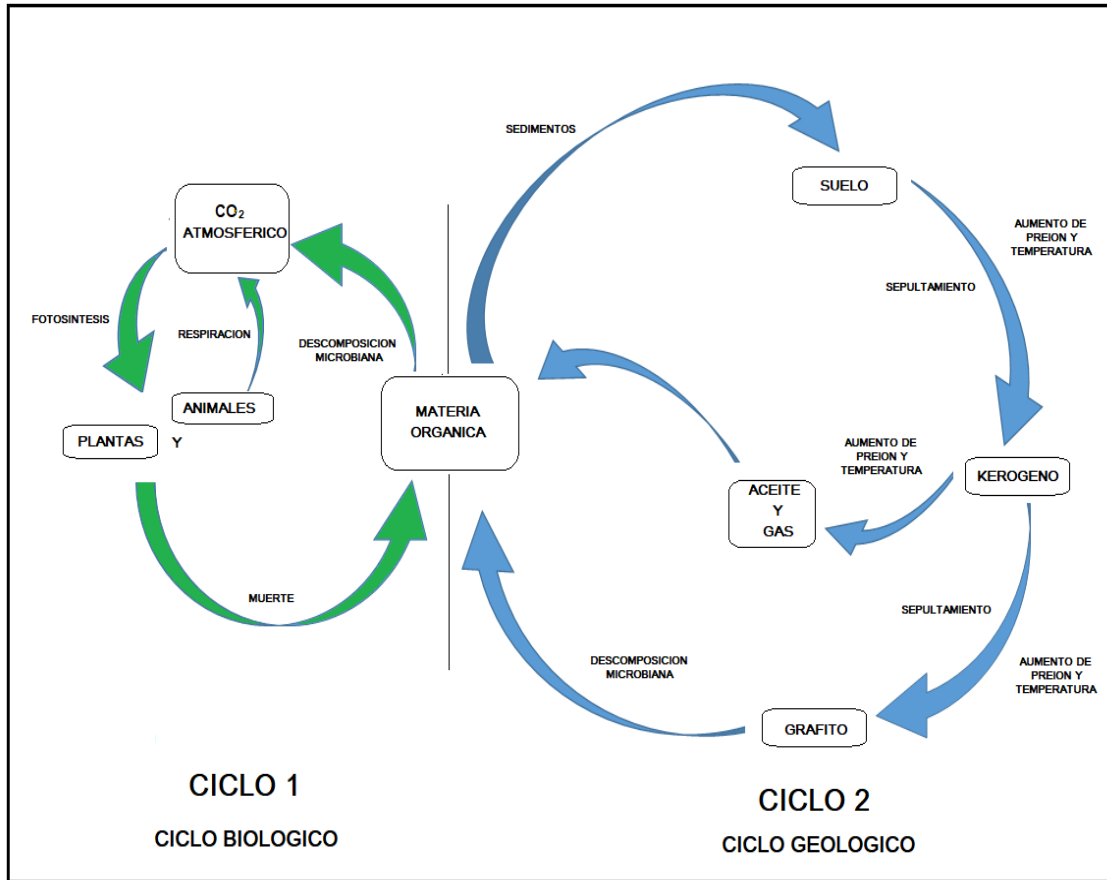 SEDIMENTOS
SUELO
CO₂
ATMOSFERICO
AUMENTO DE
PREION Y
TEMPERATURA
SEPULTAMIENTO
FOTOSINTESIS
RESPIRACION
DESCOMPOSICION
MICROBIANA
ANIMALES
PLANTAS Y
MATERIA
ORGANICA
AUMENTO DE
PREION Y
TEMPERATURA
KEROGENO
ACEITE
Y
GAS
MUERTE
SEPULTAMIENTO
DESCOMPOSICION
MICROBIANA
AUMENTO DE
PREION Y
TEMPERATURA
GRAFITO
CICLO 1
CICLO BIOLOGICO
CICLO 2
CICLO GEOLOGICO